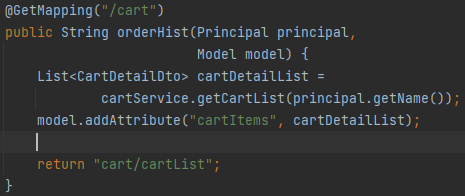 @GetMapping("/cart")
public String orderHist(Principal principal,
                        Model model) {
    List<CartDetailDto> cartDetailList =
            cartService.getCartList(principal.getName());
    model.addAttribute("cartItems", cartDetailList);

    return "cart/cartList";
}